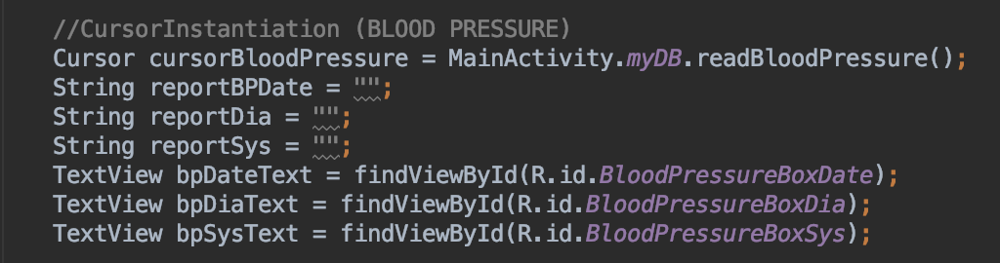 //CursorInstantiation (BLOOD PRESSURE)
Cursor cursorBloodPressure = MainActivity.myDB.readBloodPressure();
String reportBPDate = "";
String reportDia = "";
String reportSys = "";
TextView bpDateText = findViewById(R.id.BloodPressureBoxDate);
TextView bpDiaText = findViewById(R.id.BloodPressureBoxDia);
TextView bpSysText = findViewById(R.id.BloodPressureBoxSys);